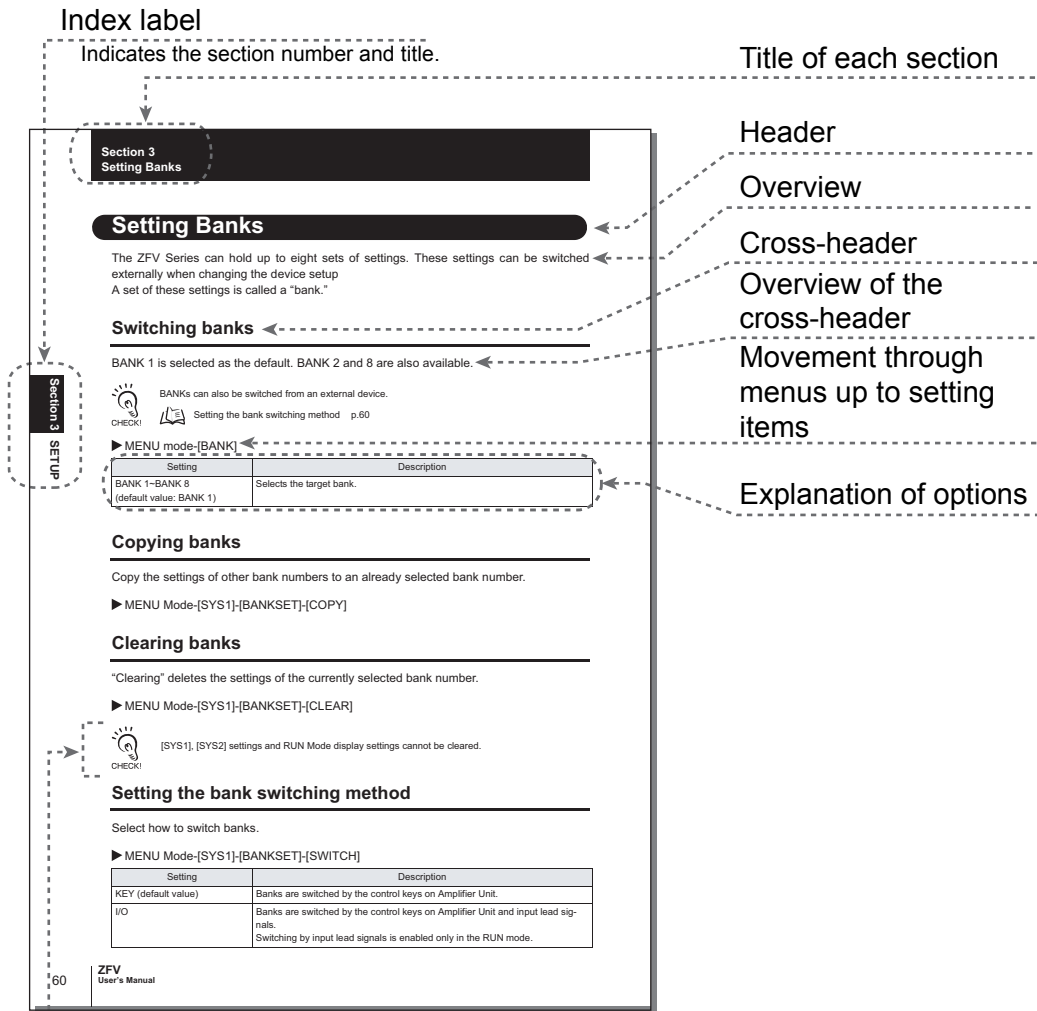 Index label
Indicates the section number and title.
Title of each section
Header
Overview
Cross-header
Overview of the
cross-header
Movement through
menus up to setting
items
Explanation of options
Section 3
Setting Banks
Setting Banks
The ZFV Series can hold up to eight sets of settings. These settings can be switched
externally when changing the device setup
A set of these settings is called a “bank.”
Switching banks
BANK 1 is selected as the default. BANK 2 and 8 are also available.
BANKs can also be switched from an external device.
CHECK!
Setting the bank switching method p.60
Section 3 SETUP
▶MENU mode-[BANK]
Setting Description
BANK 1~BANK 8 Selects the target bank.
(default value: BANK 1)
Copying banks
Copy the settings of other bank numbers to an already selected bank number.
▶MENU Mode-[SYS1]-[BANKSET]-[COPY]
Clearing banks
“Clearing” deletes the settings of the currently selected bank number.
▶MENU Mode-[SYS1]-[BANKSET]-[CLEAR]
[SYS1], [SYS2] settings and RUN Mode display settings cannot be cleared.
CHECK!
Setting the bank switching method
Select how to switch banks.
▶MENU Mode-[SYS1]-[BANKSET]-[SWITCH]
Setting Description
KEY (default value) Banks are switched by the control keys on Amplifier Unit.
I/O Banks are switched by the control keys on Amplifier Unit and input lead sig-
nals.
Switching by input lead signals is enabled only in the RUN mode.
60
ZFV
User's Manual